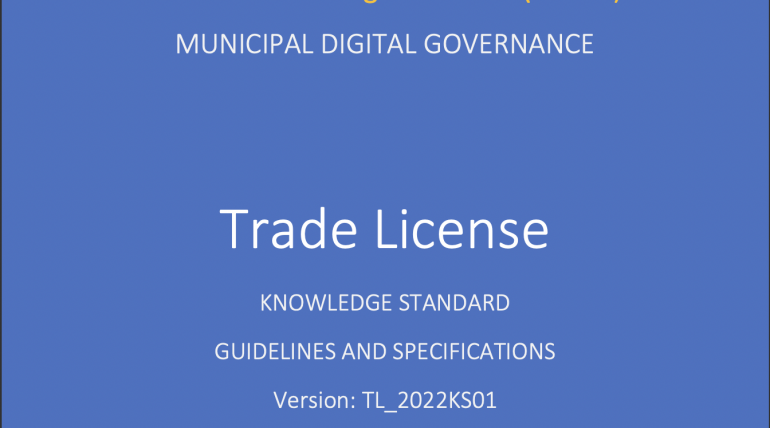 MUNICIPAL DIGITAL GOVERNANCE
Trade License
KNOWLEDGE STANDARD
GUIDELINES AND SPECIFICATIONS
Version: TL_2022KS01